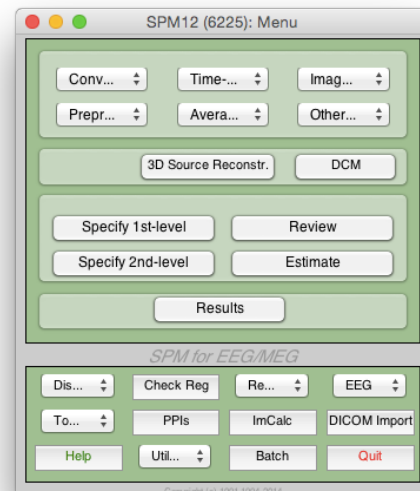 SPM12 (6225): Menu
Conv... Time-... Imag...
Prepr... Avera... Other...
3D Source Reconstr. DCM
Specify 1st-level Review
Specify 2nd-level Estimate
Results
SPM for EEG/MEG
Dis... Check Reg Re... EEG
To... PPIs ImCalc DICOM Import
Help Util... Batch Quit